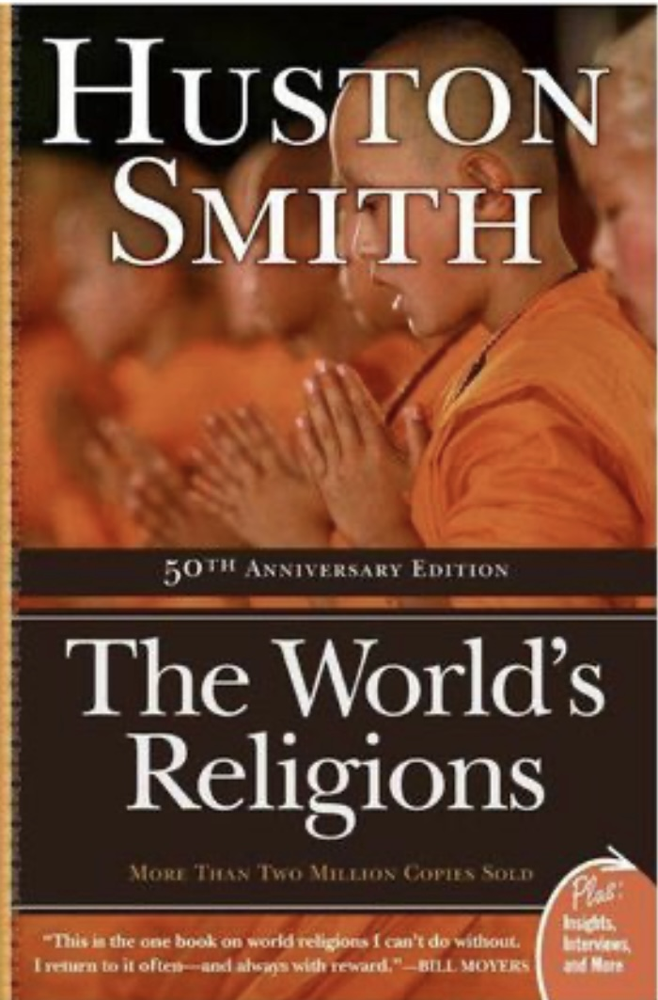 HUSTON
SMITH
50TH ANNIVERSARY EDITION
The World's
Religions
MORE THAN TWO MILLION COPIES SOLD
"This is the one book on world religions I can't do without.
I return to it often—and always with reward."—BILL MOYERS
Plus:
Insights,
Interviews,
and More